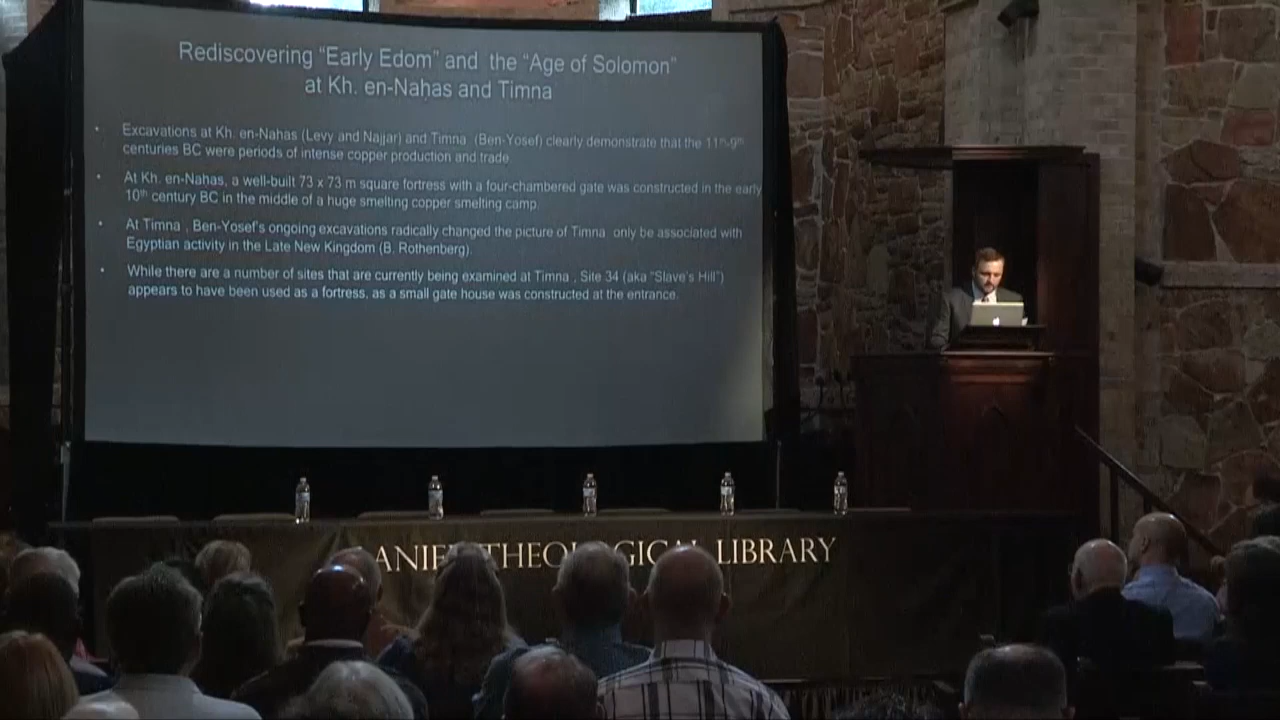 Rediscovering “Early Edom” and the “Age of Solomon”
at Kh. en-Naḥas and Timna
• Excavations at Kh. en-Nahas (Levy and Najjar) and Timna (Ben-Yosef) clearly demonstrate that the 11th-9th
centuries BC were periods of intense copper production and trade.
• At Kh. en-Nahas, a well-built 73 x 73 m square fortress with a four-chambered gate was constructed in the early
10th century BC in the middle of a huge smelting copper smelting camp.
• At Timna , Ben-Yosef's ongoing excavations radically changed the picture of Timna only be associated with
Egyptian activity in the Late New Kingdom (B. Rothenberg).
• While there are a number of sites that are currently being examined at Timna , Site 34 (aka “Slave's Hill”)
appears to have been used as a fortress, as a small gate house was constructed at the entrance.
THEOLOGICAL LIBRARY